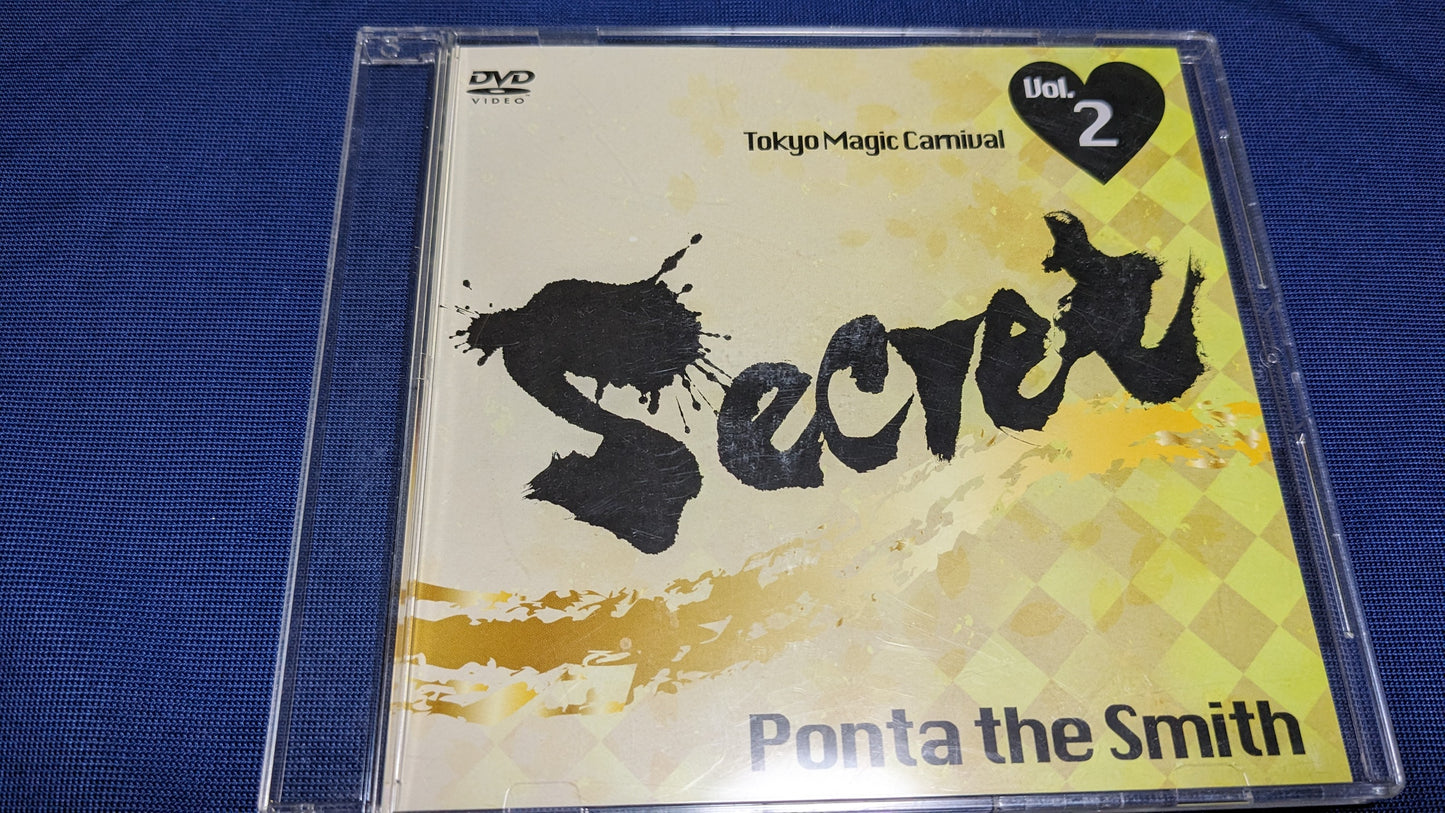 DVD
VIDEO
Vol.
2
Tokyo Magic Carnival
Secret
Ponta the Smith